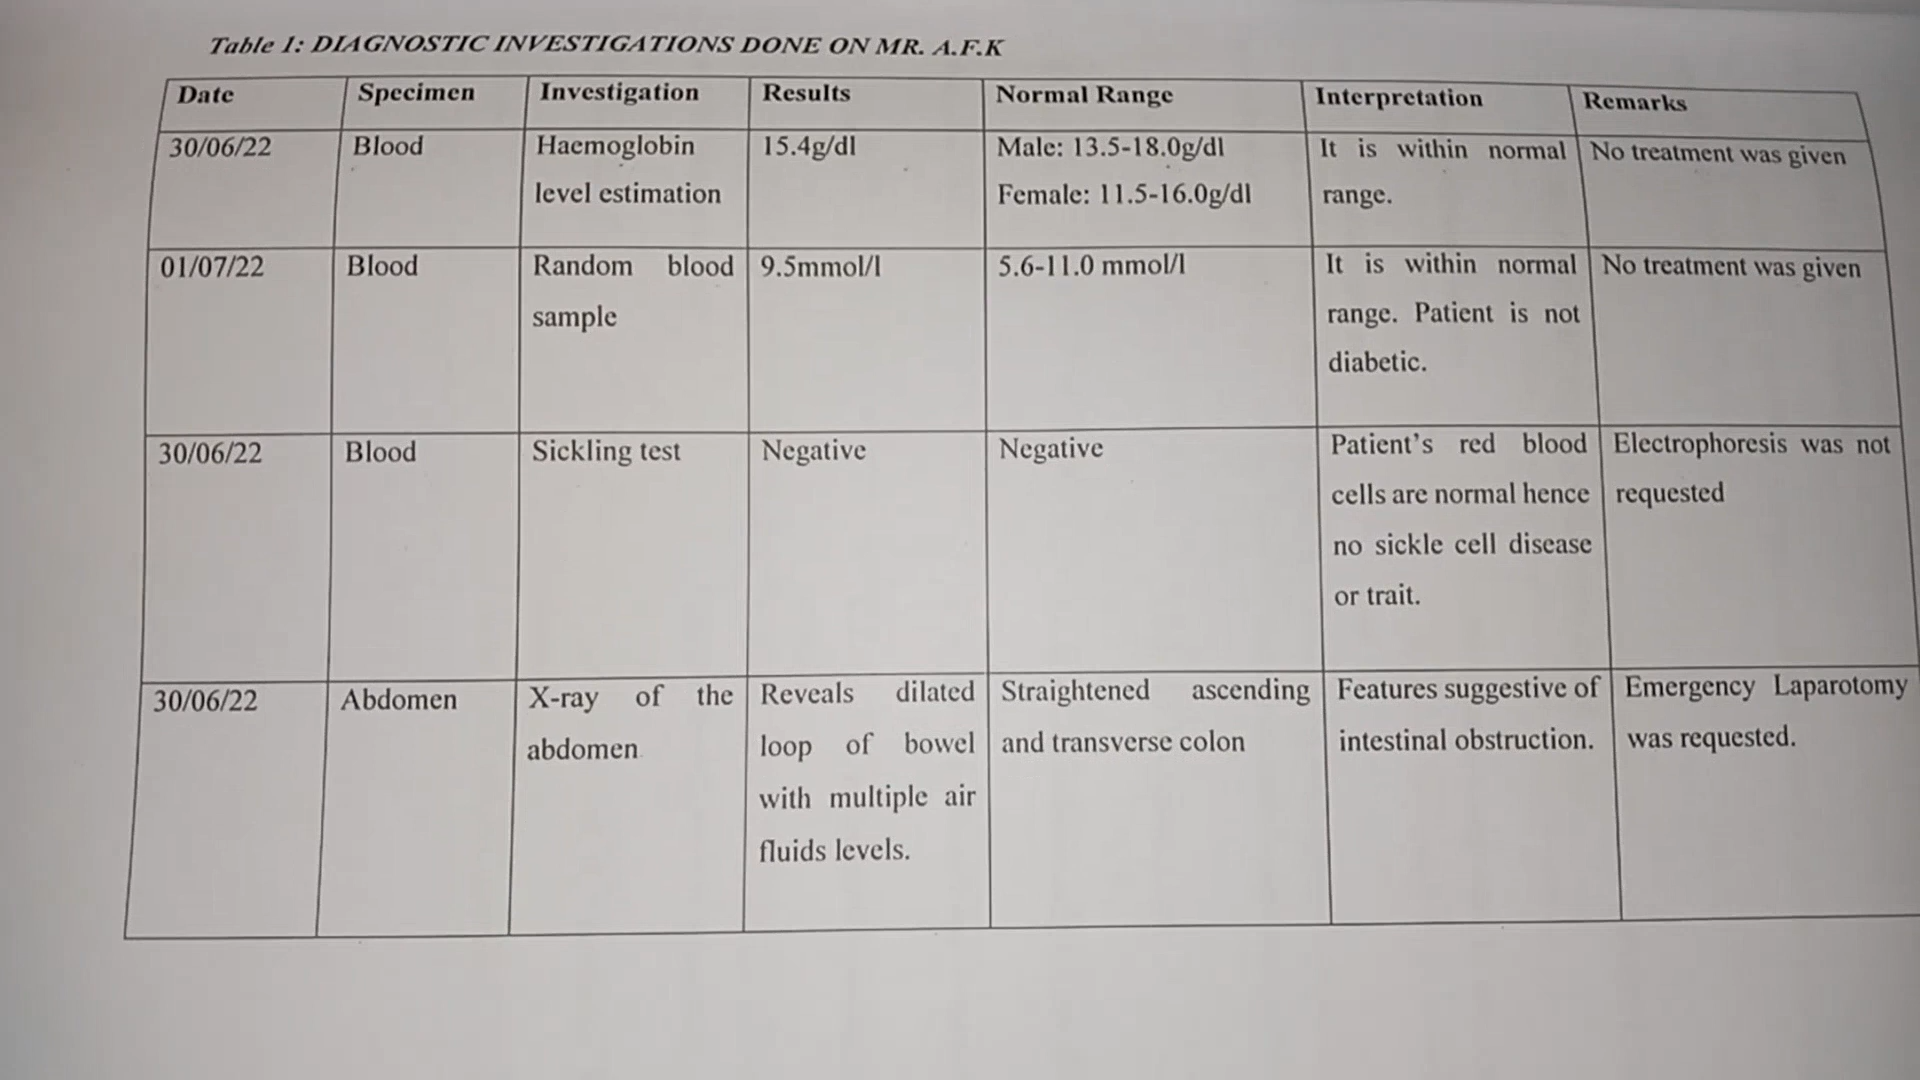 Table 1: DIAGNOSTIC INVESTIGATIONS DONE ON MR. A.F.K
Date Specimen Investigation Results Normal Range Interpretation Remarks
30/06/22 Blood Haemoglobin 15.4g/dl Male: 13.5-18.0g/dl It is within normal No treatment was given
level estimation Female: 11.5-16.0g/dl range.
01/07/22 Blood Random blood 9.5mmol/l 5.6-11.0 mmol/l It is within normal No treatment was given
sample range. Patient is not
diabetic.
30/06/22 Blood Sickling test Negative Negative Patient's red blood Electrophoresis was not
cells are normal hence requested
no sickle cell disease
or trait.
30/06/22 Abdomen X-ray of the Reveals dilated Straightened ascending Features suggestive of Emergency Laparotomy
abdomen loop of bowel and transverse colon intestinal obstruction. was requested.
with multiple air
fluids levels.